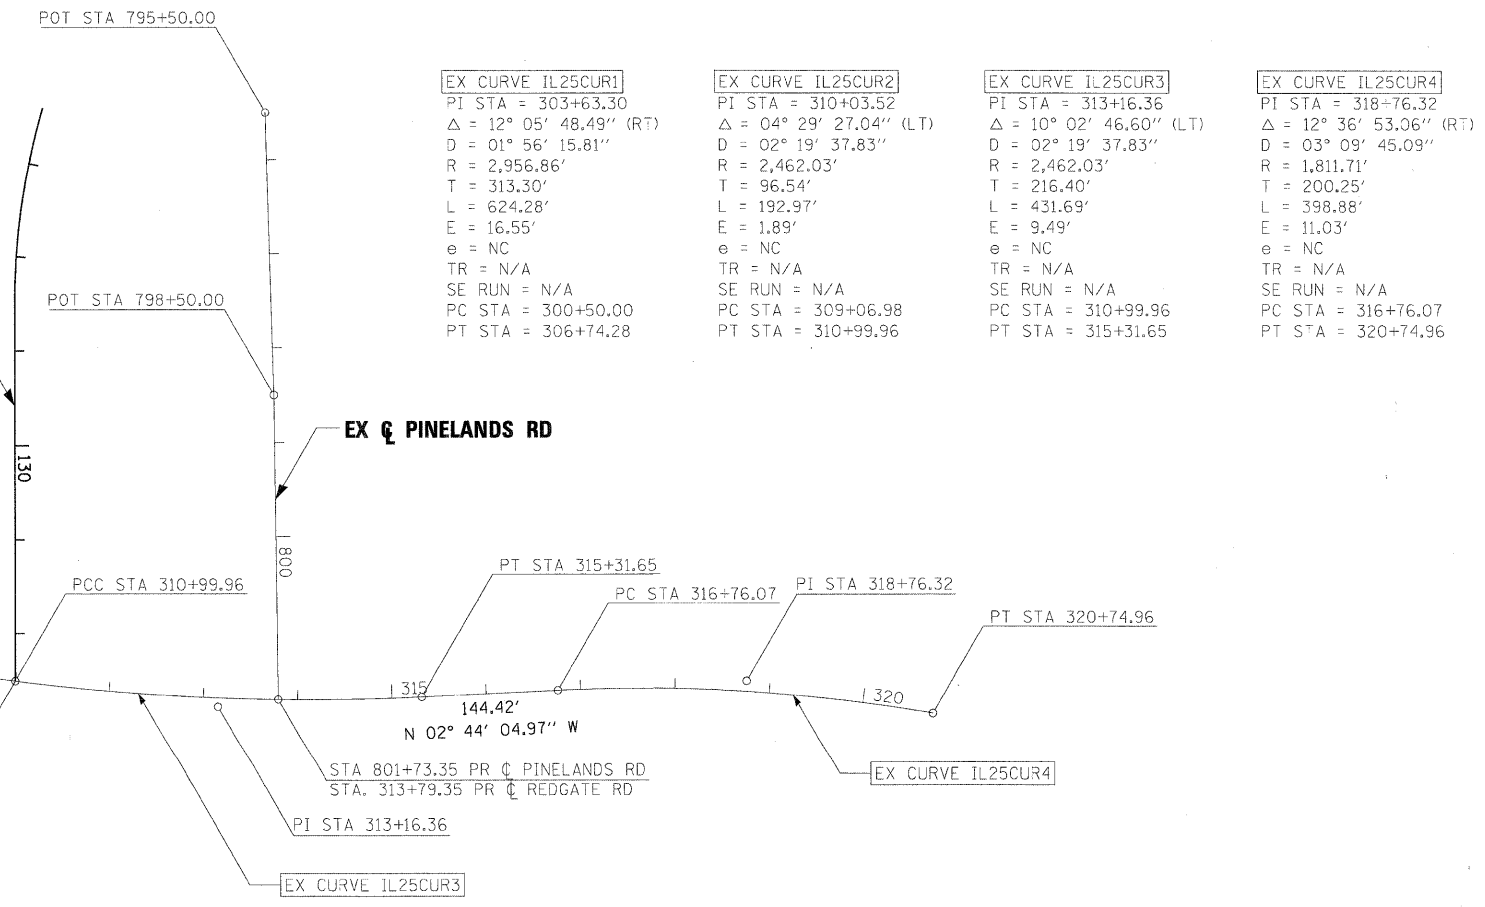 POT STA 795+50.00
EX CURVE IL25CUR1
PI STA = 303+63.30
Δ = 12° 05′ 48.49″ (RT)
D = 01° 56′ 15.81″
R = 2,956.86′
T = 313.30′
L = 624.28′
E = 16.55′
e = NC
TR = N/A
SE RUN = N/A
PC STA = 300+50.00
PT STA = 306+74.28
EX CURVE IL25CUR2
PI STA = 310+03.52
Δ = 04° 29′ 27.04″ (LT)
D = 02° 19′ 37.83″
R = 2,462.03′
T = 96.54′
L = 192.97′
E = 1.89′
e = NC
TR = N/A
SE RUN = N/A
PC STA = 309+06.98
PT STA = 310+99.96
EX CURVE IL25CUR3
PI STA = 313+16.36
Δ = 10° 02′ 46.60″ (LT)
D = 02° 19′ 37.83″
R = 2,462.03′
T = 216.40′
L = 431.69′
E = 9.49′
e = NC
TR = N/A
SE RUN = N/A
PC STA = 310+99.96
PT STA = 315+31.65
EX CURVE IL25CUR4
PI STA = 318+76.32
Δ = 12° 36′ 53.06″ (RT)
D = 03° 09′ 45.09″
R = 1,811.71′
T = 200.25′
L = 398.88′
E = 11.03′
e = NC
TR = N/A
SE RUN = N/A
PC STA = 316+76.07
PT STA = 320+74.96
POT STA 798+50.00
EX ℄ PINELANDS RD
130
800
PCC STA 310+99.96
PT STA 315+31.65
PC STA 316+76.07
PI STA 318+76.32
PT STA 320+74.96
315
320
144.42′
N 02° 44′ 04.97″ W
STA 801+73.35 PR ℄ PINELANDS RD
STA. 313+79.35 PR ℄ REDGATE RD
EX CURVE IL25CUR4
PI STA 313+16.36
EX CURVE IL25CUR3